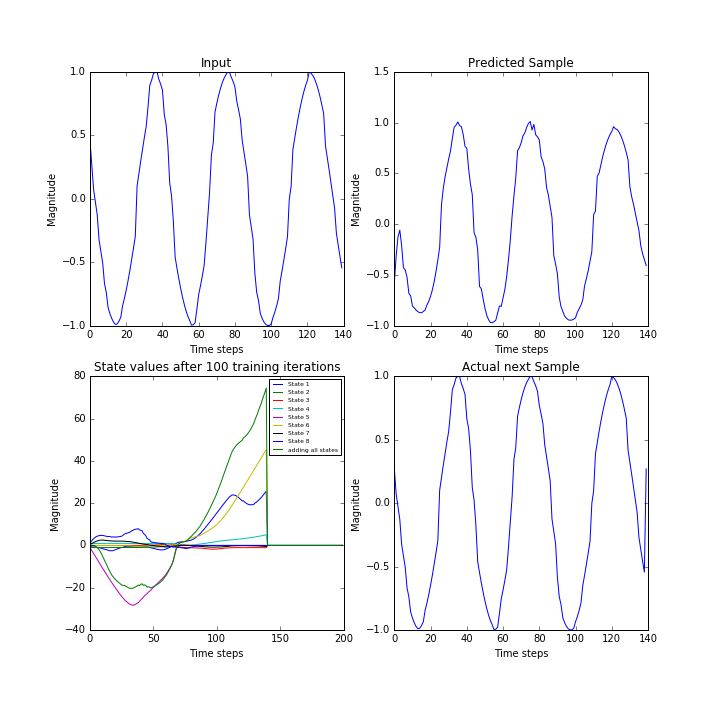 Input
Magnitude
1.0
0.5
0.0
−0.5
−1.0
0 20 40 60 80 100 120 140
Time steps
Predicted Sample
Magnitude
1.5
1.0
0.5
0.0
−0.5
−1.0
0 20 40 60 80 100 120 140
Time steps
State values after 100 training iterations
Magnitude
80
60
40
20
0
−20
−40
0 50 100 150 200
Time steps
State 1
State 2
State 3
State 4
State 5
State 6
State 7
State 8
adding all states
Actual next Sample
Magnitude
1.0
0.5
0.0
−0.5
−1.0
0 20 40 60 80 100 120 140
Time steps